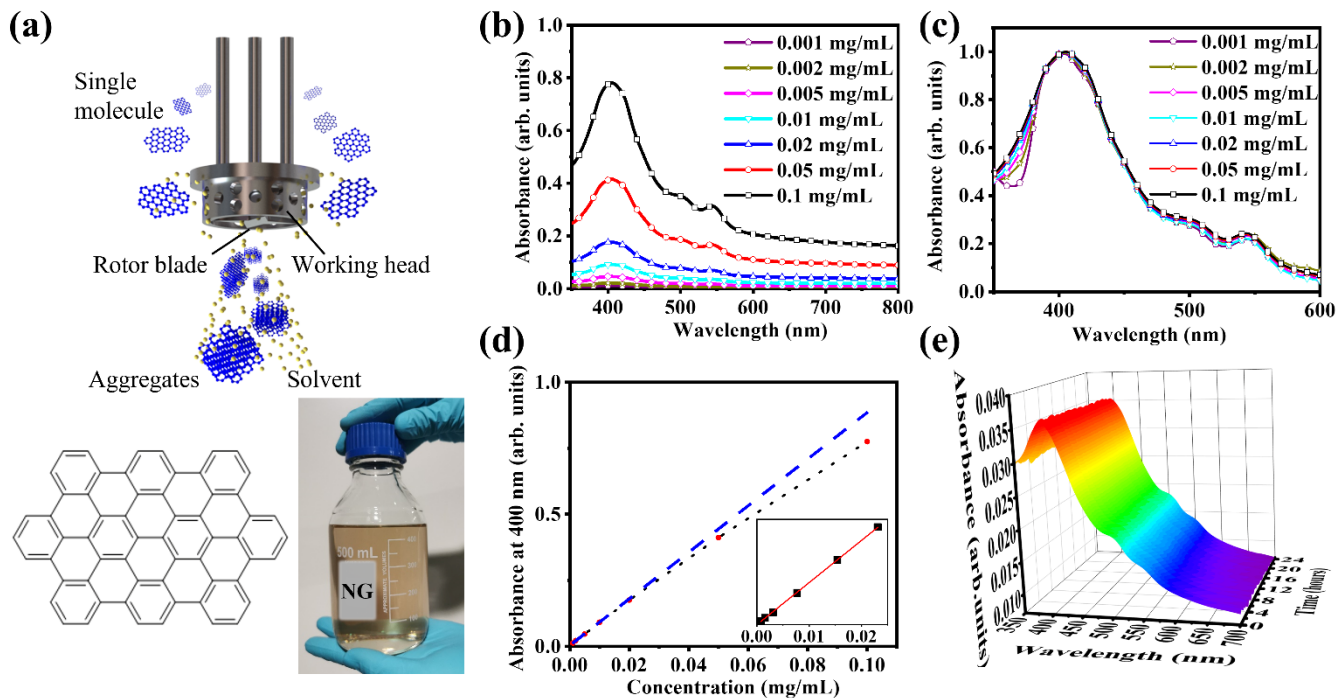 (a)
Single
molecule
Rotor blade
Working head
Aggregates
Solvent
500 mL
400
300
200
100
APPROXIMATE VOLUMES
NG
(b)
Absorbance (arb. units)
1.0
0.8
0.6
0.4
0.2
0.0
0.001 mg/mL
0.002 mg/mL
0.005 mg/mL
0.01 mg/mL
0.02 mg/mL
0.05 mg/mL
0.1 mg/mL
400 500 600 700 800
Wavelength (nm)
(c)
Absorbance (arb. units)
1.0
0.8
0.6
0.4
0.2
0.0
0.001 mg/mL
0.002 mg/mL
0.005 mg/mL
0.01 mg/mL
0.02 mg/mL
0.05 mg/mL
0.1 mg/mL
400 500 600
Wavelength (nm)
(d)
Absorbance at 400 nm (arb. units)
1.0
0.5
0.0
0.00 0.01 0.02
0.00 0.02 0.04 0.06 0.08 0.10
Concentration (mg/mL)
(e)
Absorbance (arb.units)
0.040
0.035
0.030
0.025
0.020
0.015
0.010
350 400 450 500 550 600 650 700
Wavelength (nm)
24
20
16
12
8
4
0
Time (hours)